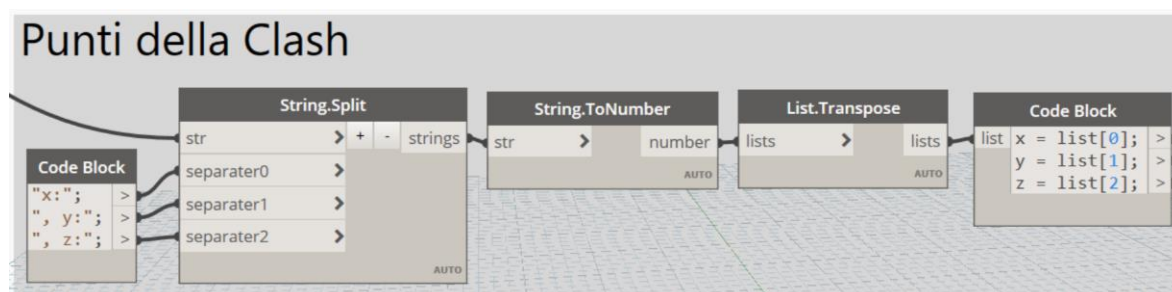 Punti della Clash
Code Block
"x:"; >
", y:"; >
", z:"; >
String.Split
str > + - strings
separater0 >
separater1 >
separater2 >
AUTO
String.ToNumber
str > number
AUTO
List.Transpose
lists > lists
AUTO
Code Block
list x = list[0]; >
y = list[1]; >
z = list[2]; >